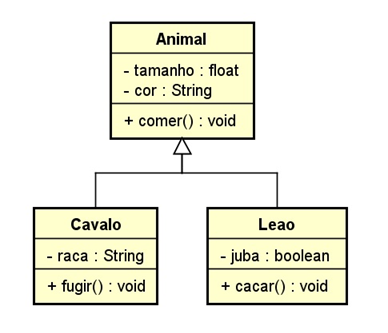 Animal
- tamanho : float
- cor : String
+ comer() : void
Cavalo
- raca : String
+ fugir() : void
Leao
- juba : boolean
+ cacar() : void